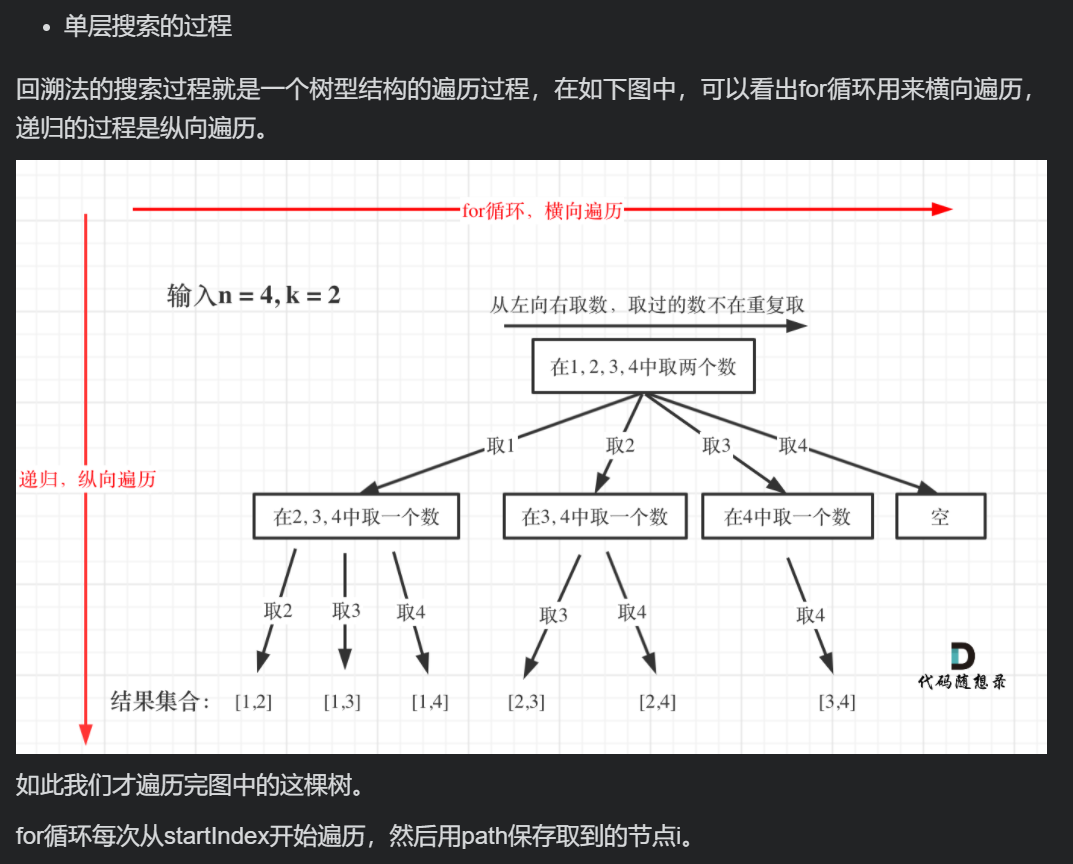 • 单层搜索的过程
回溯法的搜索过程就是一个树型结构的遍历过程，在如下图中，可以看出for循环用来横向遍历，
递归的过程是纵向遍历。
for循环，横向遍历
输入n = 4, k = 2
从左向右取数，取过的数不在重复取
在1, 2, 3, 4中取两个数
取1 取2 取3 取4
递归，纵向遍历
在2, 3, 4中取一个数 在3, 4中取一个数 在4中取一个数 空
取2 取3 取4 取3 取4 取4
代码随想录
结果集合： [1,2] [1,3] [1,4] [2,3] [2,4] [3,4]
如此我们才遍历完图中的这棵树。
for循环每次从startIndex开始遍历，然后用path保存取到的节点i。